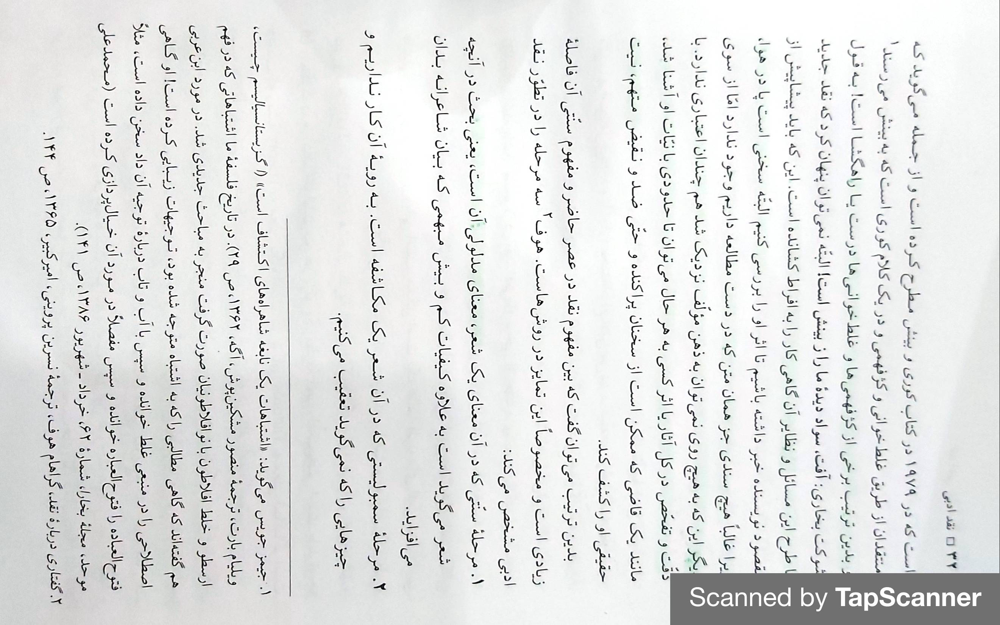 ۳۲ □ نقد ادبی
است که در ۱۹۷۹ در کتاب کوری و بینش مطرح کرده است و از جمله می‌گوید که
منتقدان از طریق غلط‌خوانی و کژفهمی و در یک کلام کوری است که به بینش می‌رسند۱
و بدین ترتیب برخی از کژفهمی‌ها و غلط‌خوانی‌ها درست یا راهگشا است! به قول
شوکت بخاری: آفت، سواد دیدهٔ ما را ز بینش است! البتّه نمی‌توان پنهان کرد که نقد جدید
با طرح این مسائل و نظایر آن گاهی کار را به افراط کشانده است. این که باید پیشاپیش از
مقصود نویسنده خبر داشته باشیم تا اثر او را بررسی کنیم البتّه سخنی است پا در هوا،
زیرا غالباً هیچ سندی جز همان متن که در دست مطالعه داریم وجود ندارد امّا از سوی
دیگر این که به هیچ روی نمی‌توان به ذهن مؤلّف نزدیک شد هم چندان اعتباری ندارد. با
دقّت و تفحّص در کل آثار یا اثر کسی به هر حال می‌توان تا حدودی با نیّات او آشنا شد،
مانند یک قاضی که ممکن است از سخنان پراکنده و حتّی ضد و نقیض متهم، نیت
حقیقی او را کشف کند.
بدین ترتیب می‌توان گفت که بین مفهوم نقد در عصر حاضر و مفهوم سنّتی آن فاصلهٔ
زیادی است و مخصوصاً این تمایز در روش‌هاست. هوف۲ سه مرحله را در تطوّر نقد
ادبی مشخص می‌کند:
۱. مرحلهٔ سنّتی که در آن معنای یک شعر، معنای مدلولی آن است، یعنی بحث در آنچه
شعر می‌گوید است به علاوه کیفیات کم و بیش مبهمی که بیان شاعرانه بدان
می‌افزاید.
۲. مرحلهٔ سمبولیستی که در آن شعر یک مکاشفه است. به رویهٔ آن کار نداریم و
چیزهایی را که نمی‌گوید تعقیب می‌کنیم.
۱. جیمز جویس می‌گوید: «اشتباهات یک نابغه شاهراه‌های اکتشاف است» (اگزیستانسیالیسم چیست،
ویلیام بارت، ترجمهٔ منصور مشکین‌پوش، آگه، ۱۳۶۲، ص ۲۹). در تاریخ فلسفهٔ ما اشتباهاتی که در فهم
ارسطو و خلط افلاطون با نوافلاطونیان صورت گرفت منجر به مباحث جدیدی شد. در مورد ابن‌عربی
هم گفته‌اند که گاهی مطالبی را که به اشتباه متوجه شده بود، توجیهات زیبایی کرده است! او گاهی
اصطلاحی را در منبعی غلط خوانده و سپس با آب و تاب دربارهٔ توجیه آن داد سخن داده است، مثلاً
فتوح‌العباده را فتوح‌العباره خوانده و سپس مفصلاً در مورد آن خیال‌پردازی کرده است (محمدعلی
موحد، مجلهٔ بخارا، شمارهٔ ۶۲، خرداد ـ شهریور ۱۳۸۶، ص ۱۴۱).
۲. گفتاری دربارهٔ نقد، گراهام هوف، ترجمهٔ نسرین پروینی، امیرکبیر، ۱۳۶۵، ص ۱۴۴.
Scanned by TapScanner